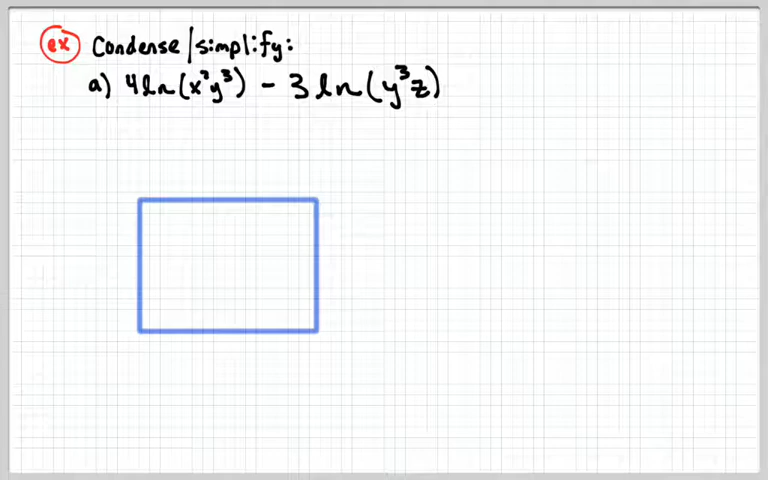 ex Condense/simplify:
a) 4ln(x²y³) - 3ln(y³z)